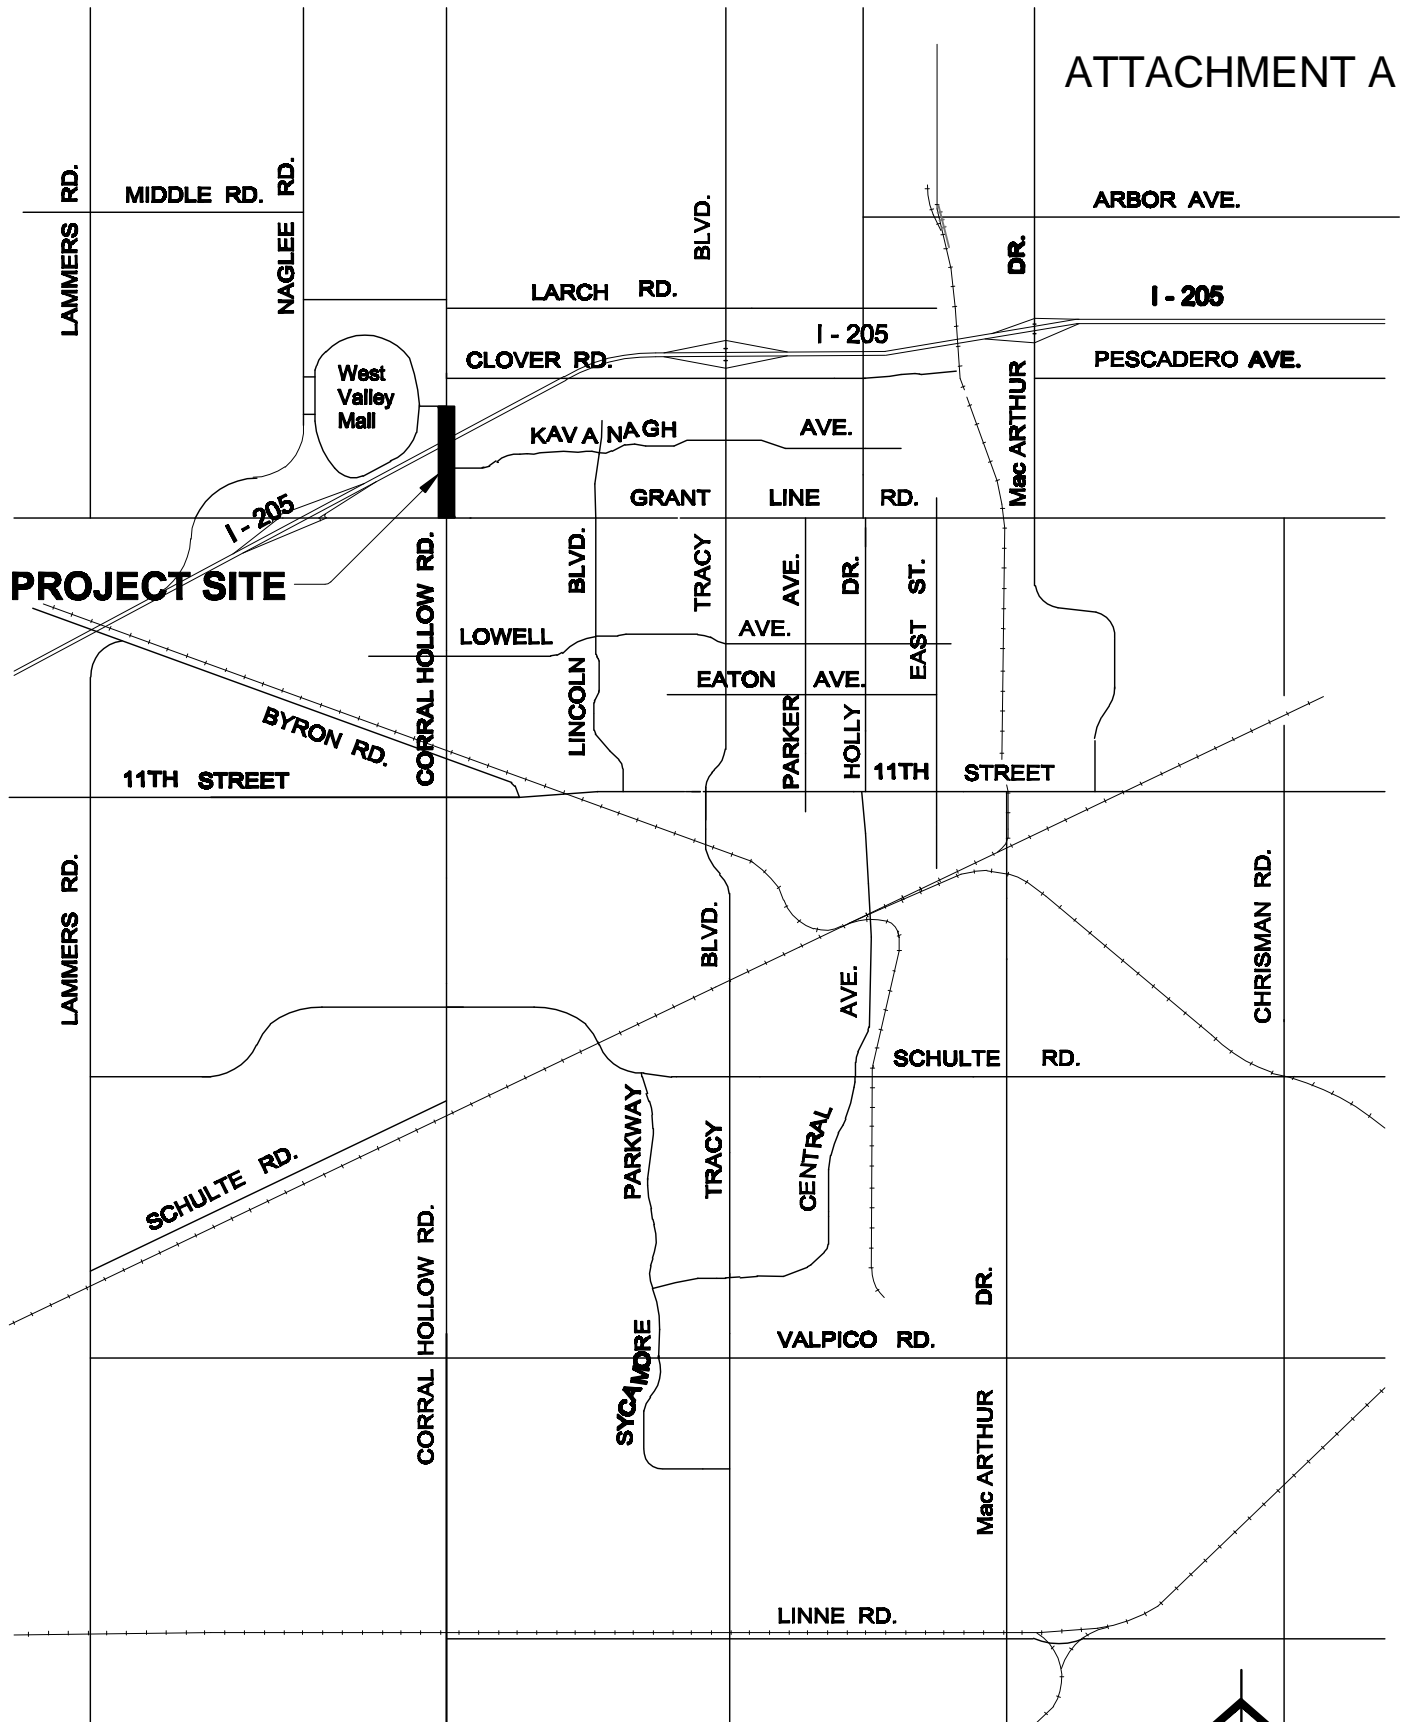 ATTACHMENT A
LAMMERS RD.
MIDDLE RD.
NAGLEE RD.
BLVD.
ARBOR AVE.
DR.
LARCH RD.
I - 205
I - 205
CLOVER RD.
PESCADERO AVE.
West
Valley
Mall
Mac ARTHUR
KAVANAGH AVE.
GRANT LINE RD.
I - 205
PROJECT SITE
CORRAL HOLLOW RD.
LINCOLN BLVD.
TRACY
PARKER AVE.
HOLLY DR.
EAST ST.
LOWELL AVE.
EATON AVE.
BYRON RD.
11TH STREET
11TH STREET
LAMMERS RD.
BLVD.
AVE.
CHRISMAN RD.
SCHULTE RD.
PARKWAY
TRACY
CENTRAL
SCHULTE RD.
CORRAL HOLLOW RD.
DR.
SYCAMORE
VALPICO RD.
Mac ARTHUR
LINNE RD.